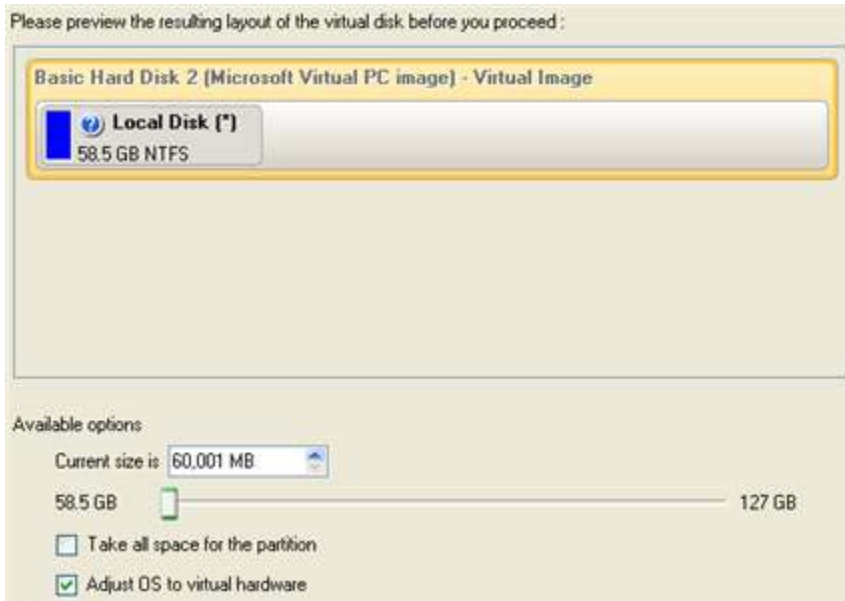 Please preview the resulting layout of the virtual disk before you proceed :
Basic Hard Disk 2 (Microsoft Virtual PC image) - Virtual Image
Local Disk (*)
58.5 GB NTFS
Available options
Current size is 60,001 MB
58.5 GB 127 GB
Take all space for the partition
Adjust OS to virtual hardware